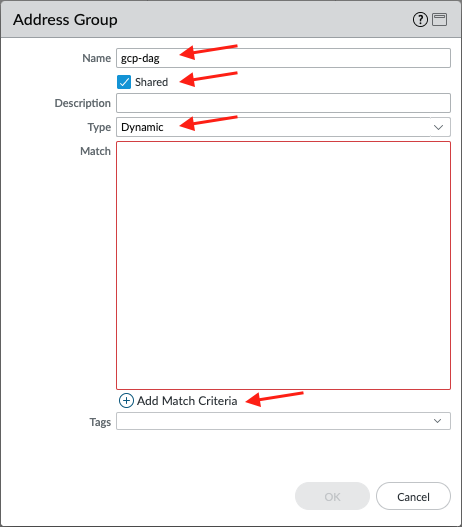 Address Group
Name gcp-dag
Shared
Description
Type Dynamic
Match
Add Match Criteria
Tags
OK Cancel